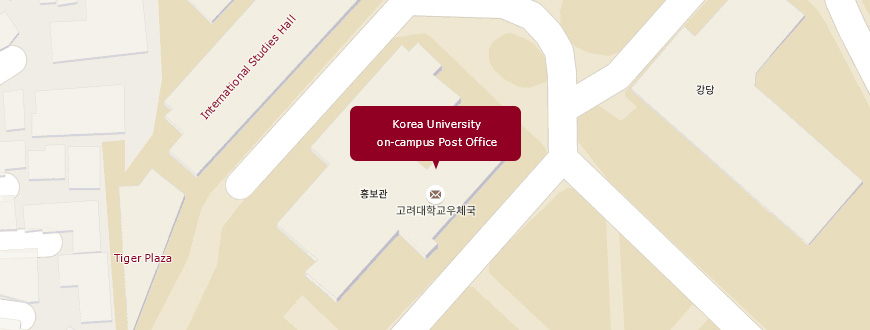 International Studies Hall
강당
Korea University
on-campus Post Office
홍보관
고려대학교우체국
Tiger Plaza